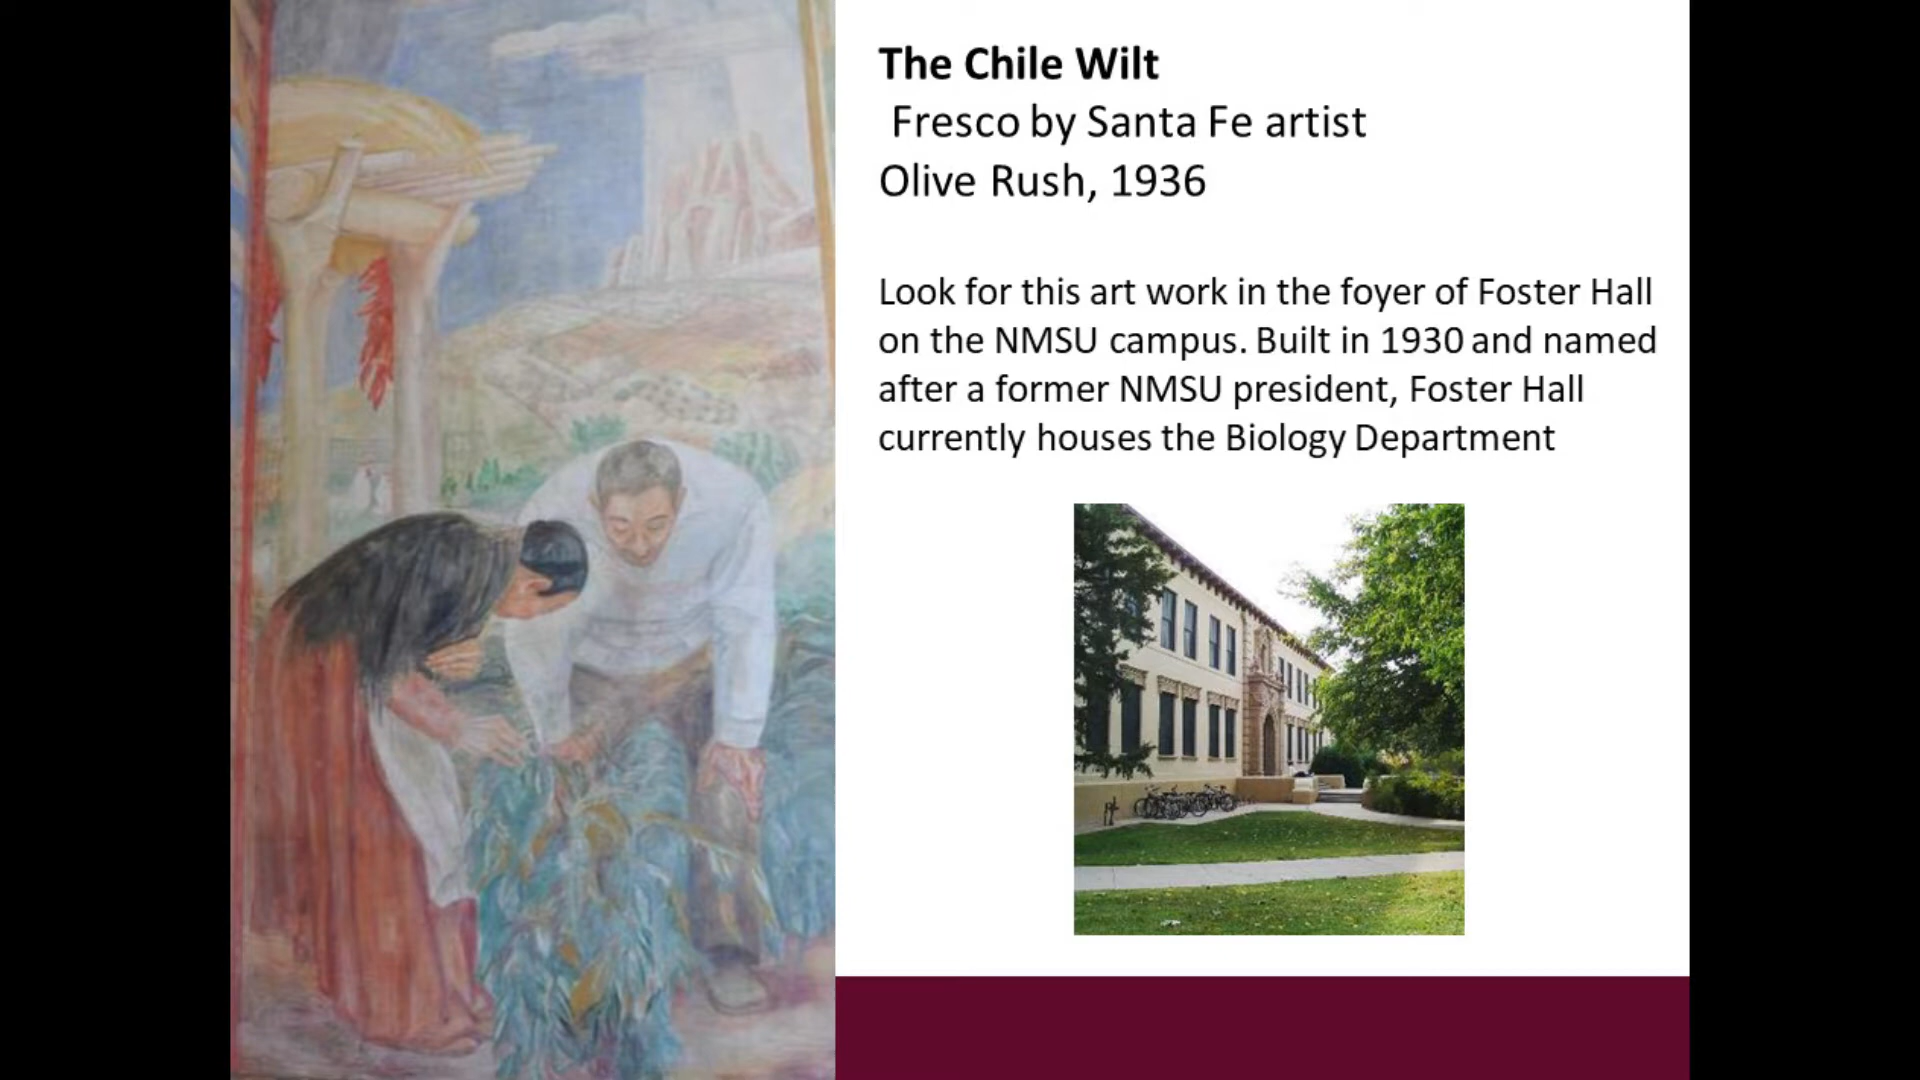 The Chile Wilt
Fresco by Santa Fe artist
Olive Rush, 1936
Look for this art work in the foyer of Foster Hall
on the NMSU campus. Built in 1930 and named
after a former NMSU president, Foster Hall
currently houses the Biology Department